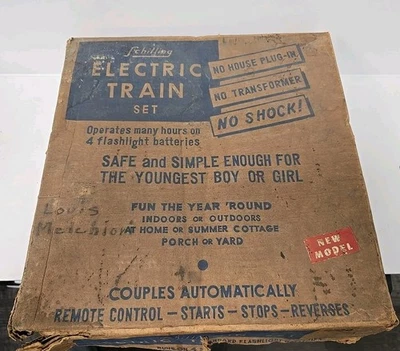 Schilling
ELECTRIC
TRAIN
SET
NO HOUSE PLUG-IN
NO TRANSFORMER
NO SHOCK!
Operates many hours on
4 flashlight batteries
SAFE and SIMPLE ENOUGH FOR
THE YOUNGEST BOY OR GIRL
FUN THE YEAR 'ROUND
INDOORS OR OUTDOORS
AT HOME OR SUMMER COTTAGE
PORCH OR YARD
Louis
Melchiori
NEW
MODEL
COUPLES AUTOMATICALLY
REMOTE CONTROL — STARTS — STOPS — REVERSES